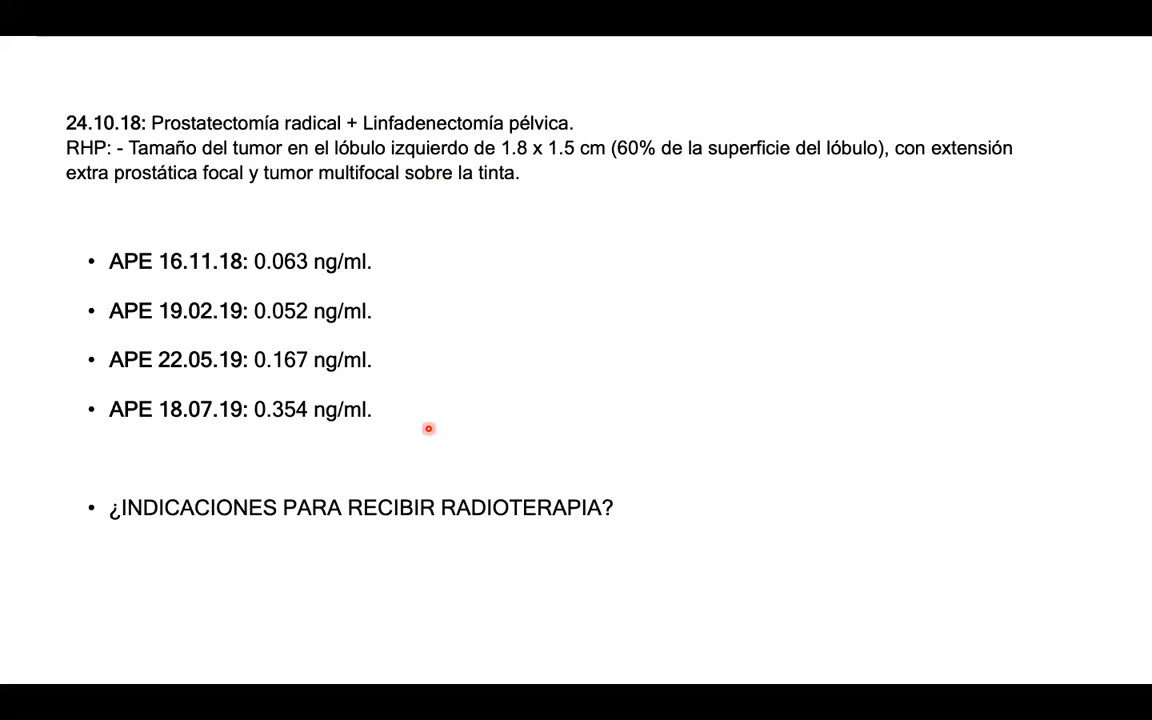 24.10.18: Prostatectomía radical + Linfadenectomía pélvica.
RHP: - Tamaño del tumor en el lóbulo izquierdo de 1.8 x 1.5 cm (60% de la superficie del lóbulo), con extensión
extra prostática focal y tumor multifocal sobre la tinta.
• APE 16.11.18: 0.063 ng/ml.
• APE 19.02.19: 0.052 ng/ml.
• APE 22.05.19: 0.167 ng/ml.
• APE 18.07.19: 0.354 ng/ml.
• ¿INDICACIONES PARA RECIBIR RADIOTERAPIA?